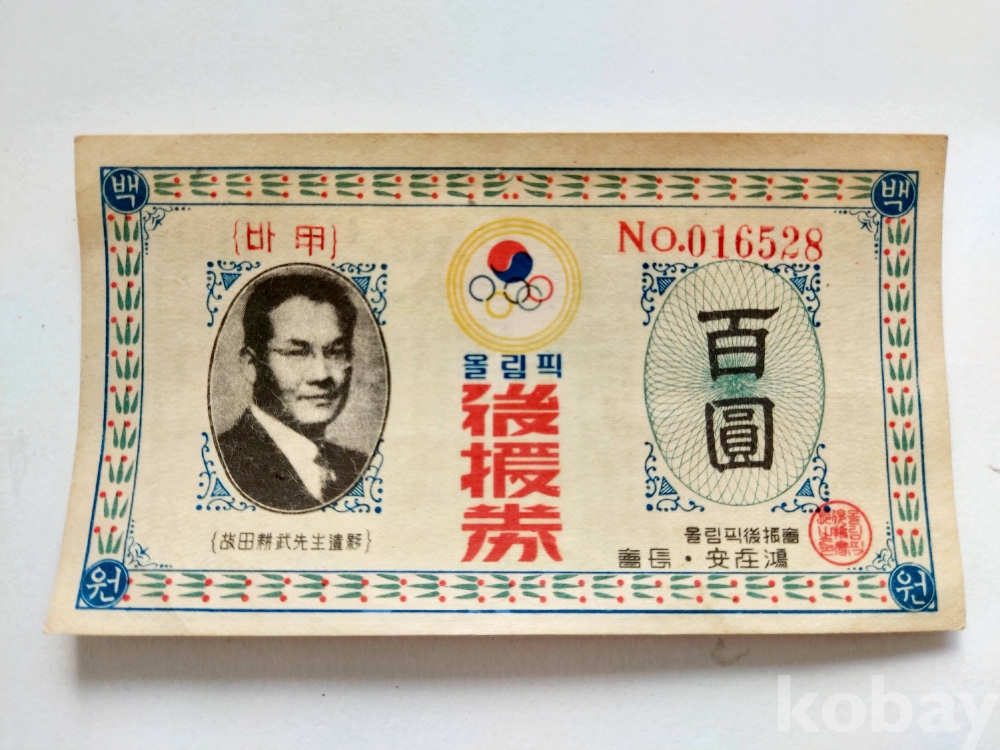 백
백
{바 甲}
NO.016528
올림픽
後援券
百圓
{故田耕武先生遺影}
올림픽後援會
會長・安在鴻
원
원
kobay